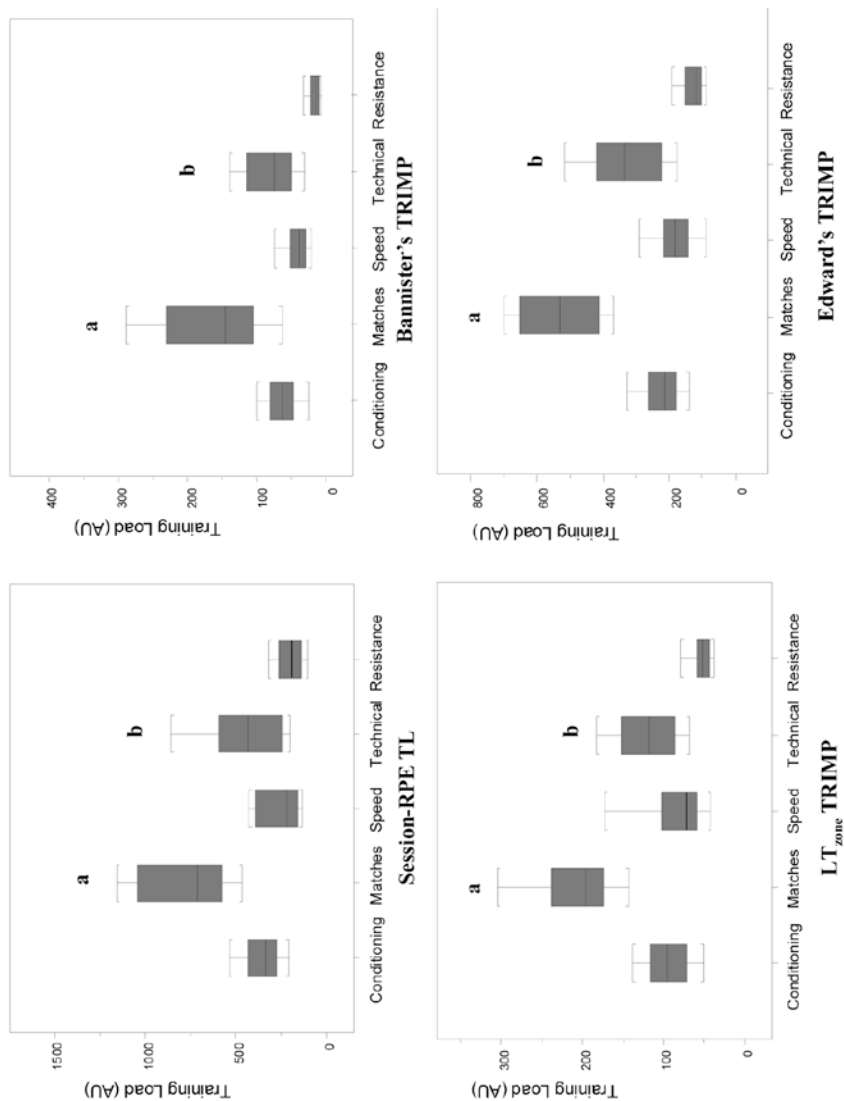 Training Load (AU)
1500
1000
500
0
a
b
Conditioning Matches Speed Technical Resistance
Session-RPE TL
Training Load (AU)
400
300
200
100
0
a
b
Conditioning Matches Speed Technical Resistance
Bannister's TRIMP
Training Load (AU)
300
200
100
0
a
b
Conditioning Matches Speed Technical Resistance
LTzone TRIMP
Training Load (AU)
800
600
400
200
0
a
b
Conditioning Matches Speed Technical Resistance
Edward's TRIMP